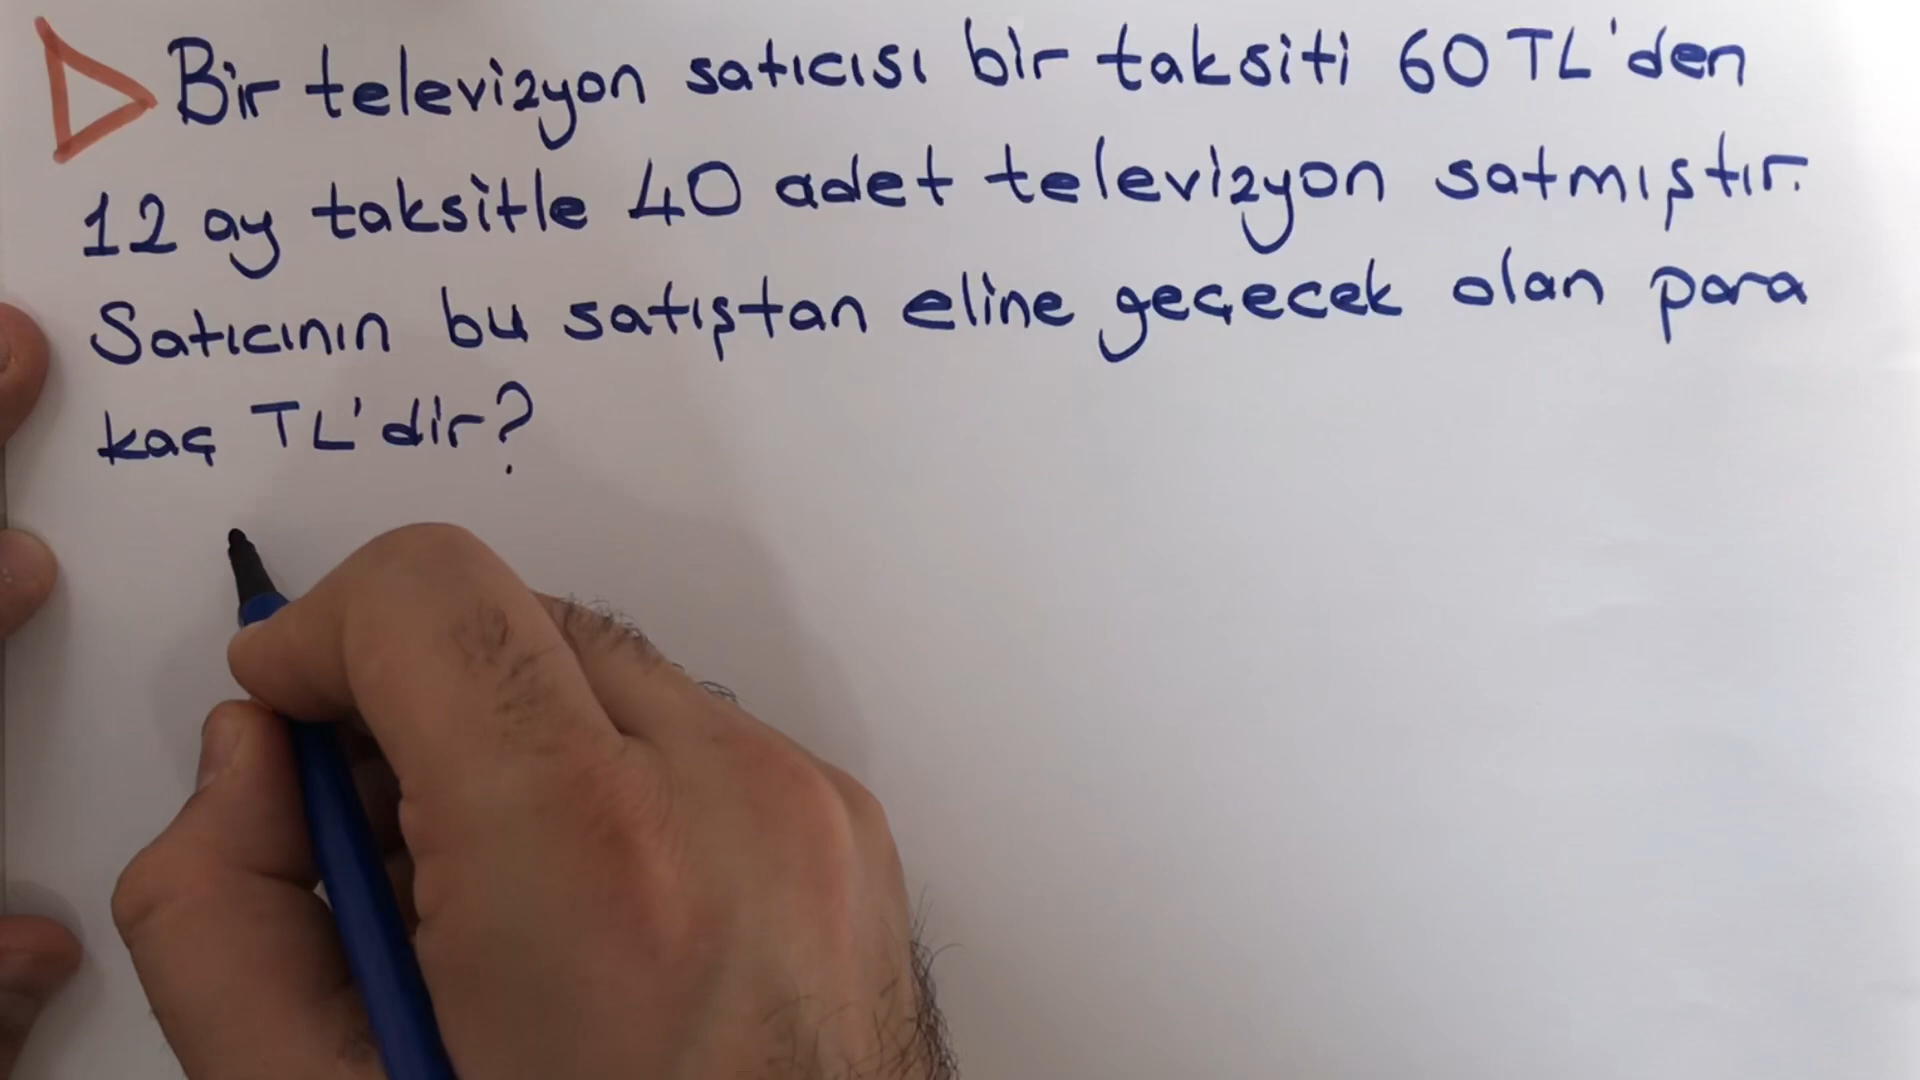 Bir televizyon satıcısı bir taksiti 60 TL'den
12 ay taksitle 40 adet televizyon satmıştır.
Satıcının bu satıştan eline geçecek olan para
kaç TL'dir?